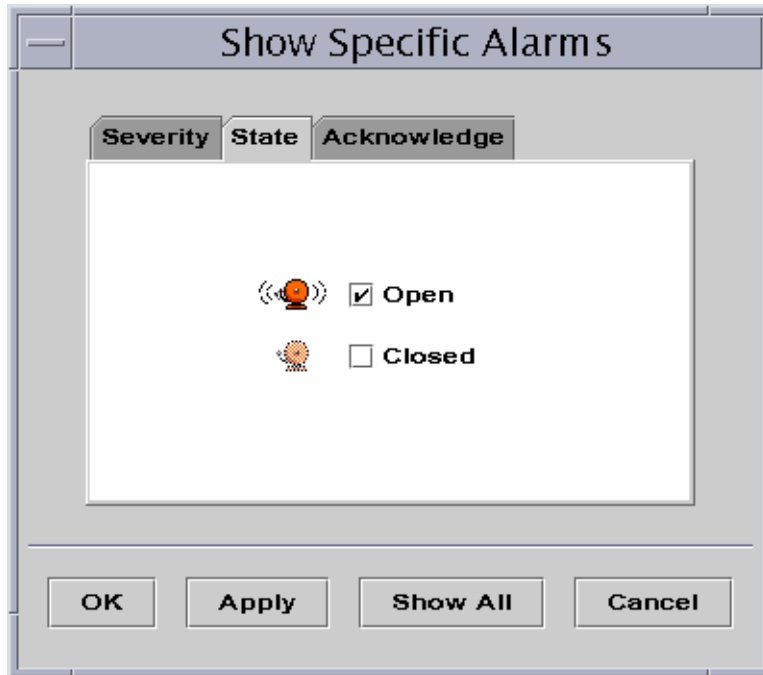 Show Specific Alarms
Severity State Acknowledge
Open
Closed
OK Apply Show All Cancel